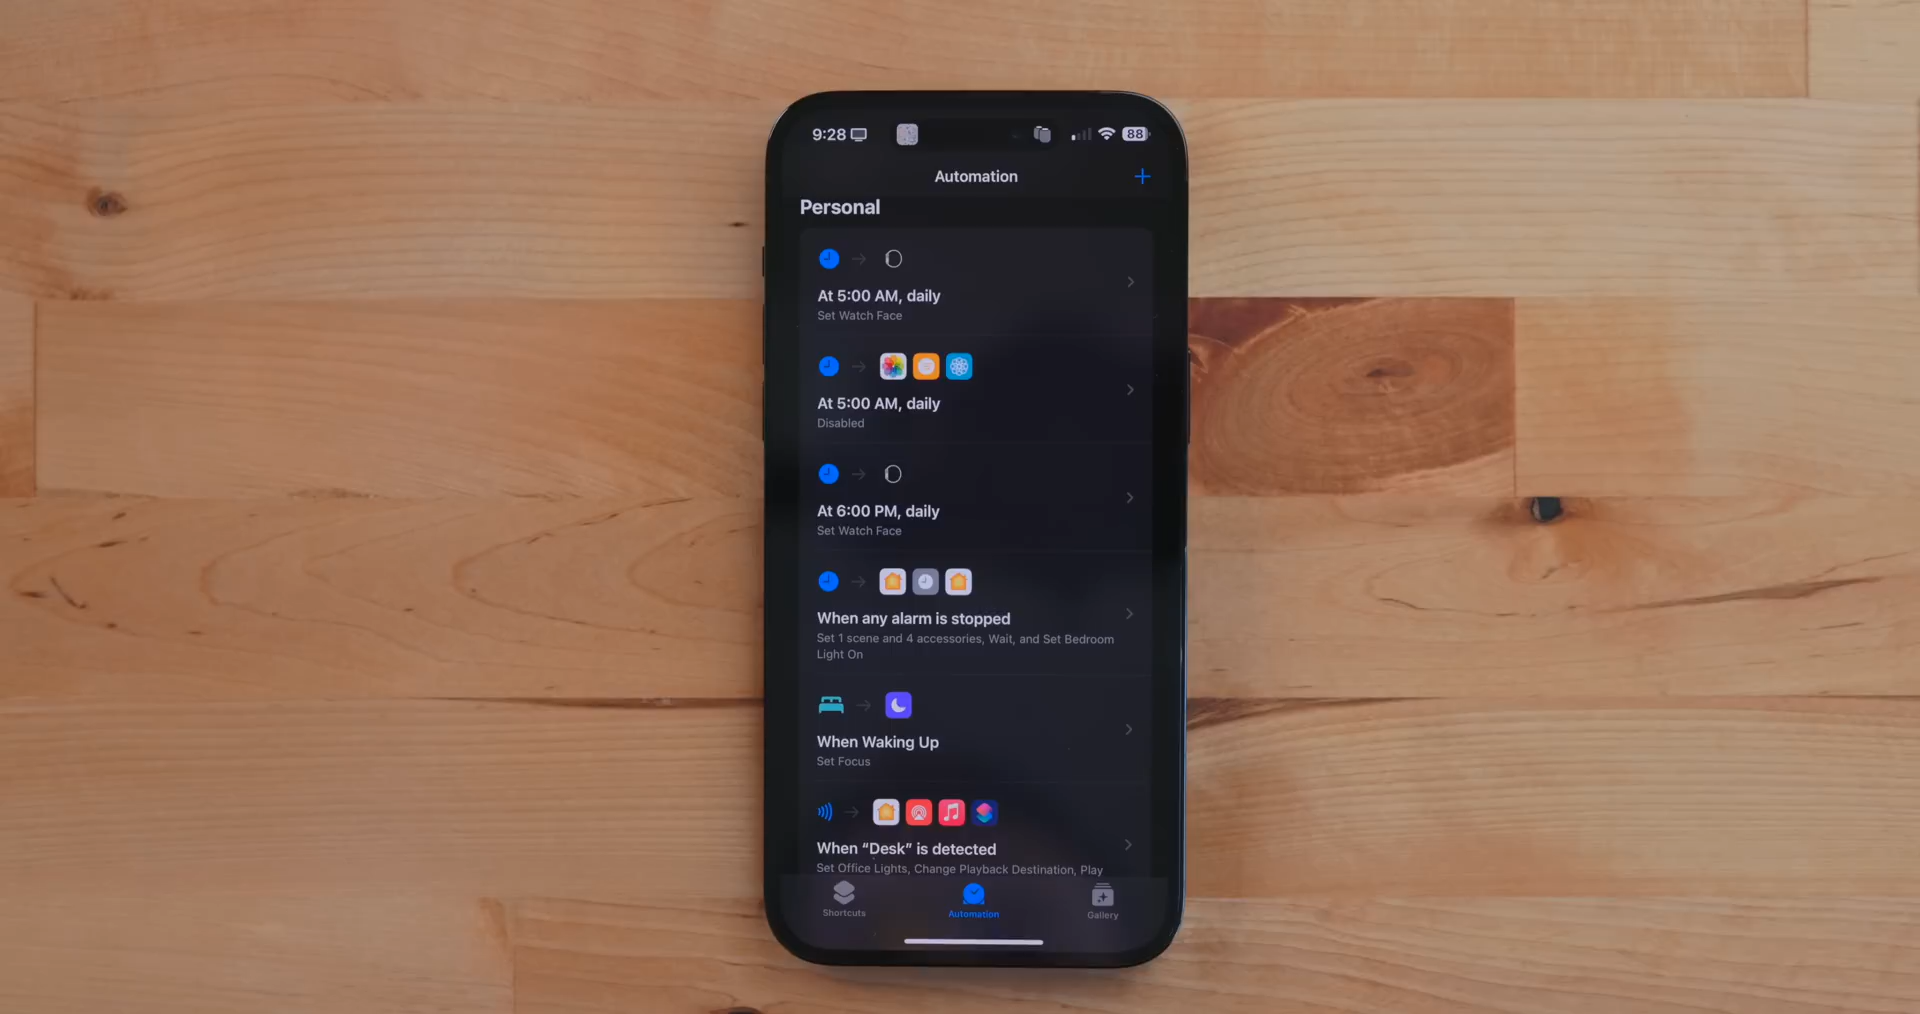 9:28
88
Automation
Personal
At 5:00 AM, daily
Set Watch Face
At 5:00 AM, daily
Disabled
At 6:00 PM, daily
Set Watch Face
When any alarm is stopped
Set 1 scene and 4 accessories, Wait, and Set Bedroom
Light On
When Waking Up
Set Focus
When “Desk” is detected
Set Office Lights, Change Playback Destination, Play
Shortcuts
Automation
Gallery